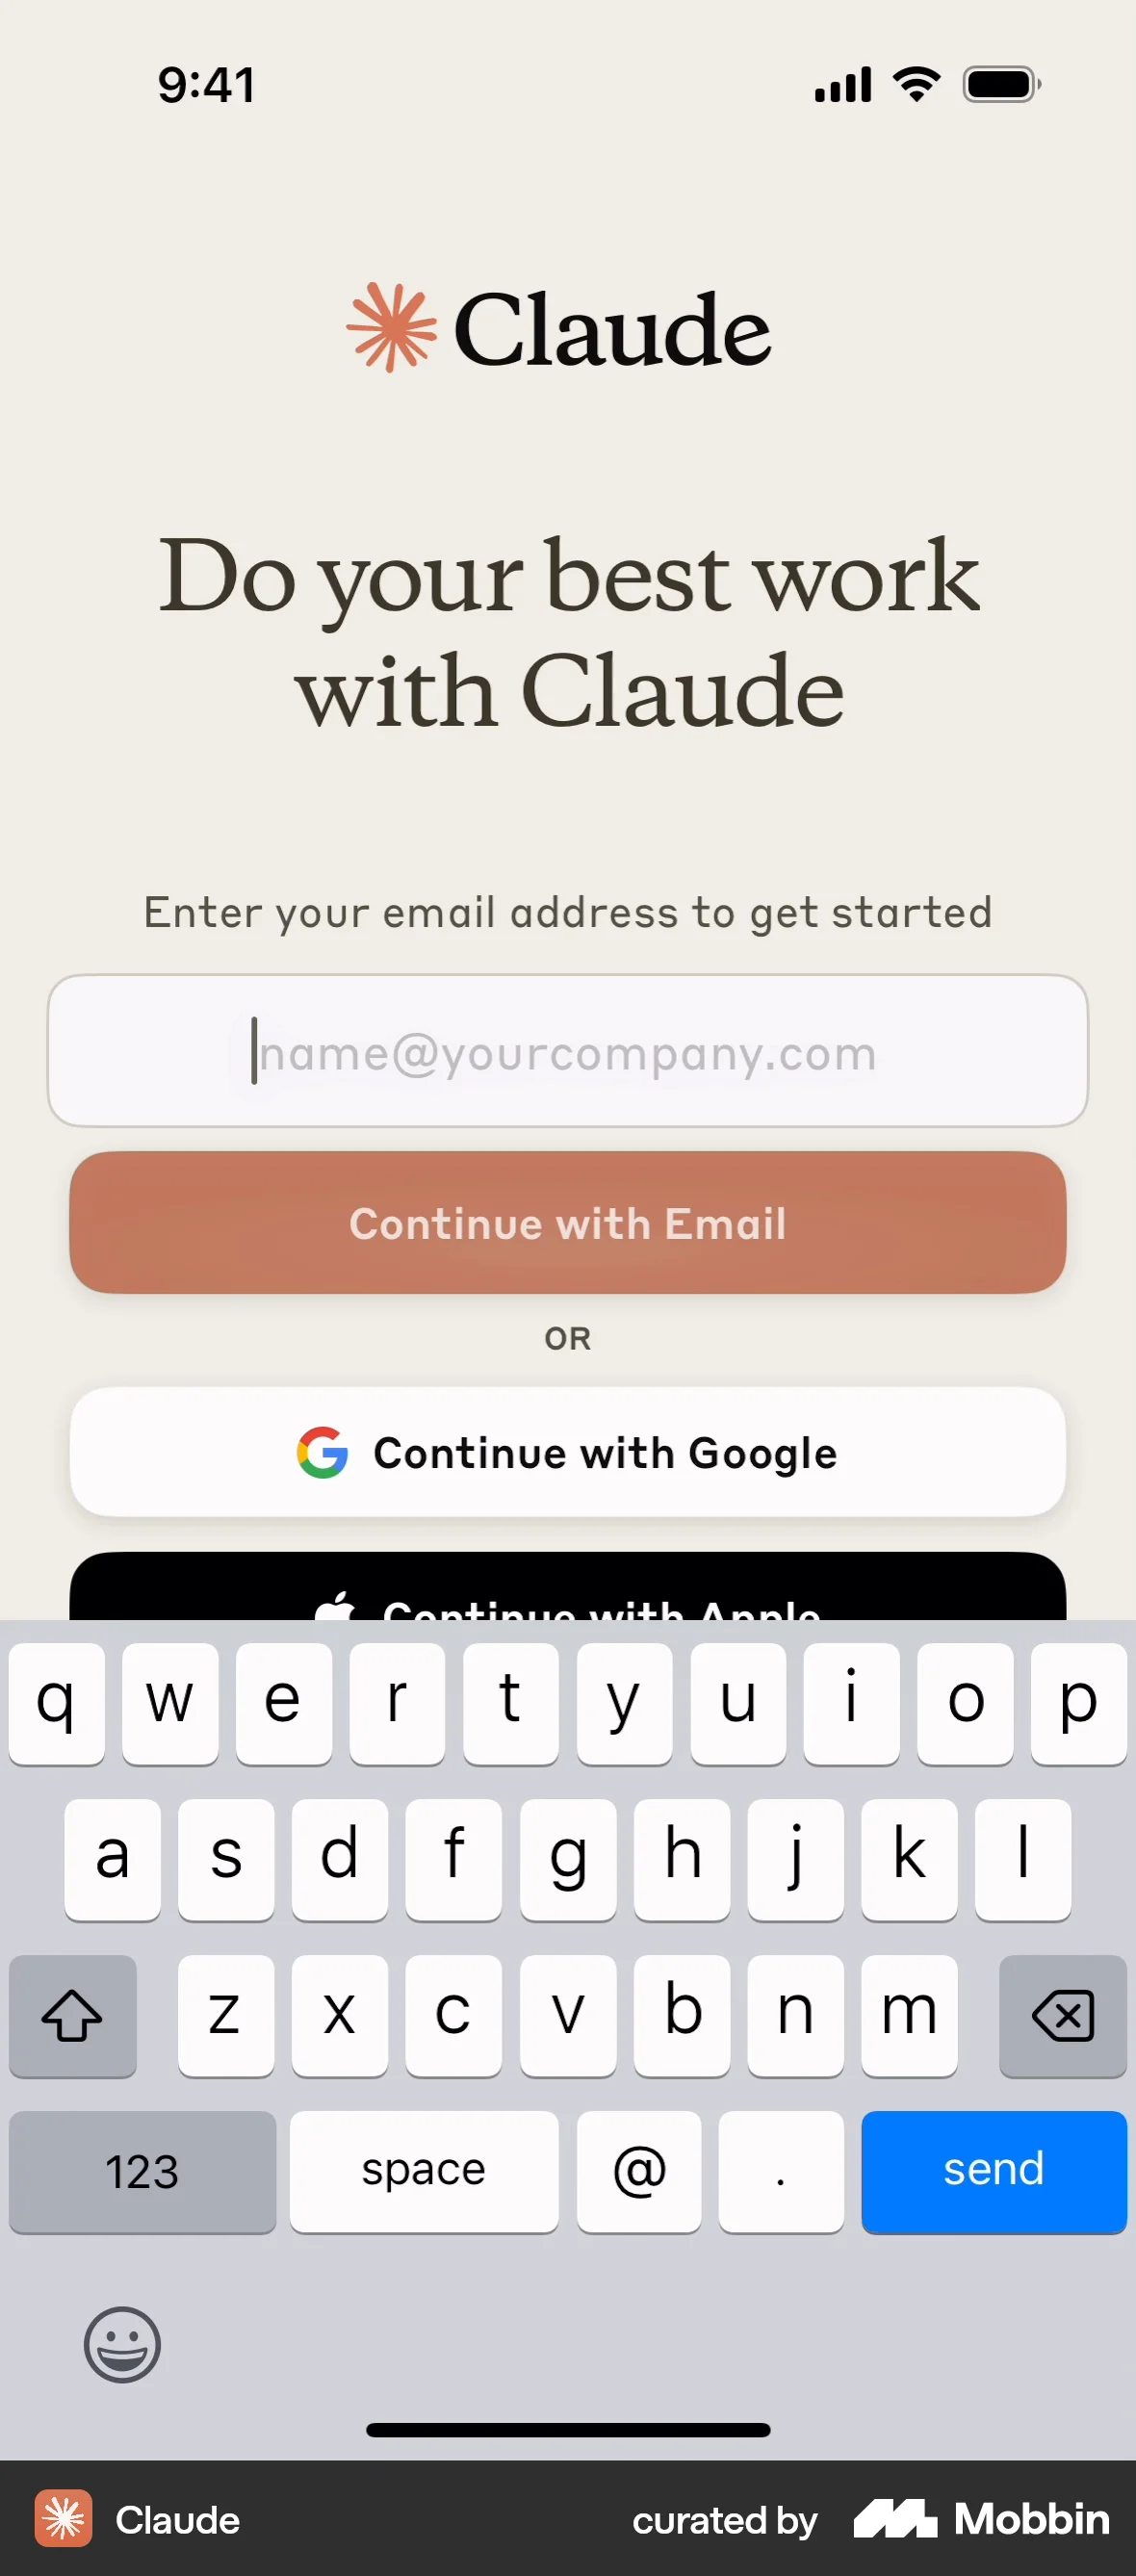 9:41
Claude
Do your best work
with Claude
Enter your email address to get started
name@yourcompany.com
Continue with Email
OR
Continue with Google
Continue with Apple
q w e r t y u i o p
a s d f g h j k l
z x c v b n m
123 space @ . send
Claude curated by Mobbin